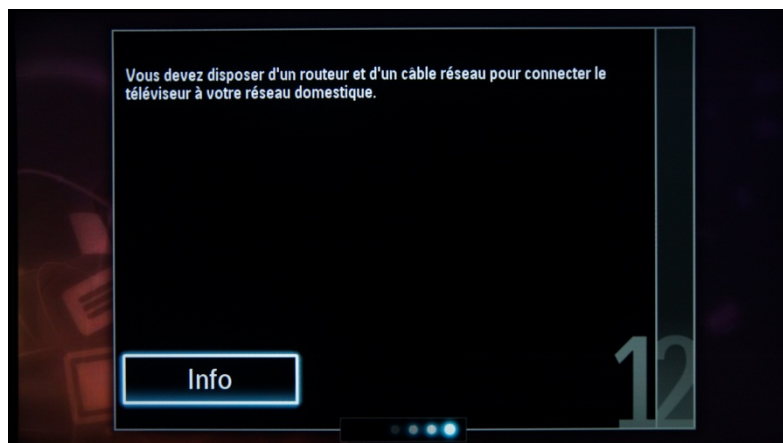 Vous devez disposer d'un routeur et d'un câble réseau pour connecter le
téléviseur à votre réseau domestique.
Info
12